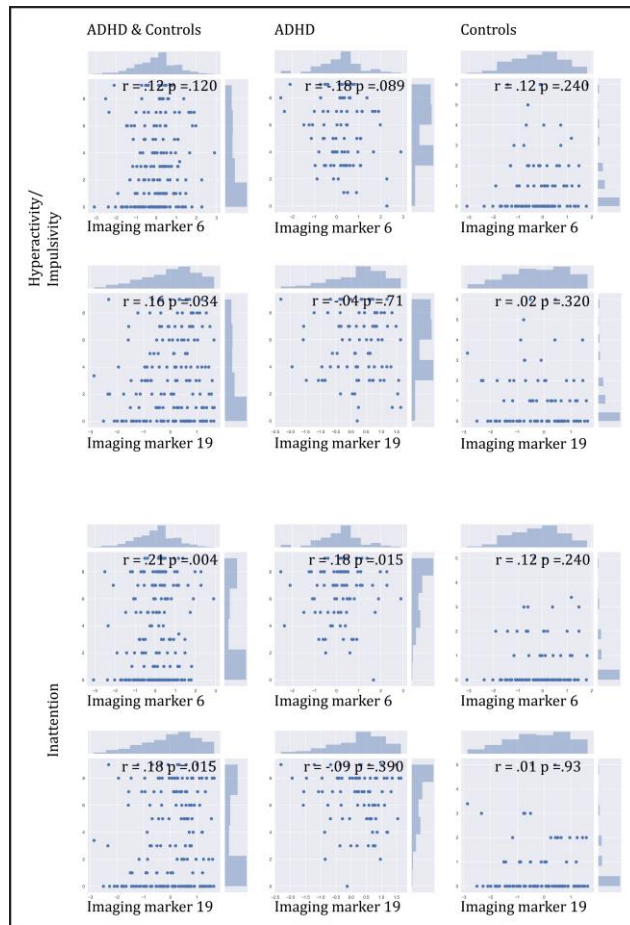 ADHD & Controls
ADHD
Controls
Hyperactivity/
Impulsivity
r = .12 p = .120
Imaging marker 6
r = -.18 p = .089
Imaging marker 6
r = .12 p = .240
Imaging marker 6
r = .16 p = .034
Imaging marker 19
r = -.04 p = .71
Imaging marker 19
r = .02 p = .320
Imaging marker 19
Inattention
r = .21 p = .004
Imaging marker 6
r = .18 p = .015
Imaging marker 6
r = .12 p = .240
Imaging marker 6
r = .18 p = .015
Imaging marker 19
r = -.09 p = .390
Imaging marker 19
r = .01 p = .93
Imaging marker 19